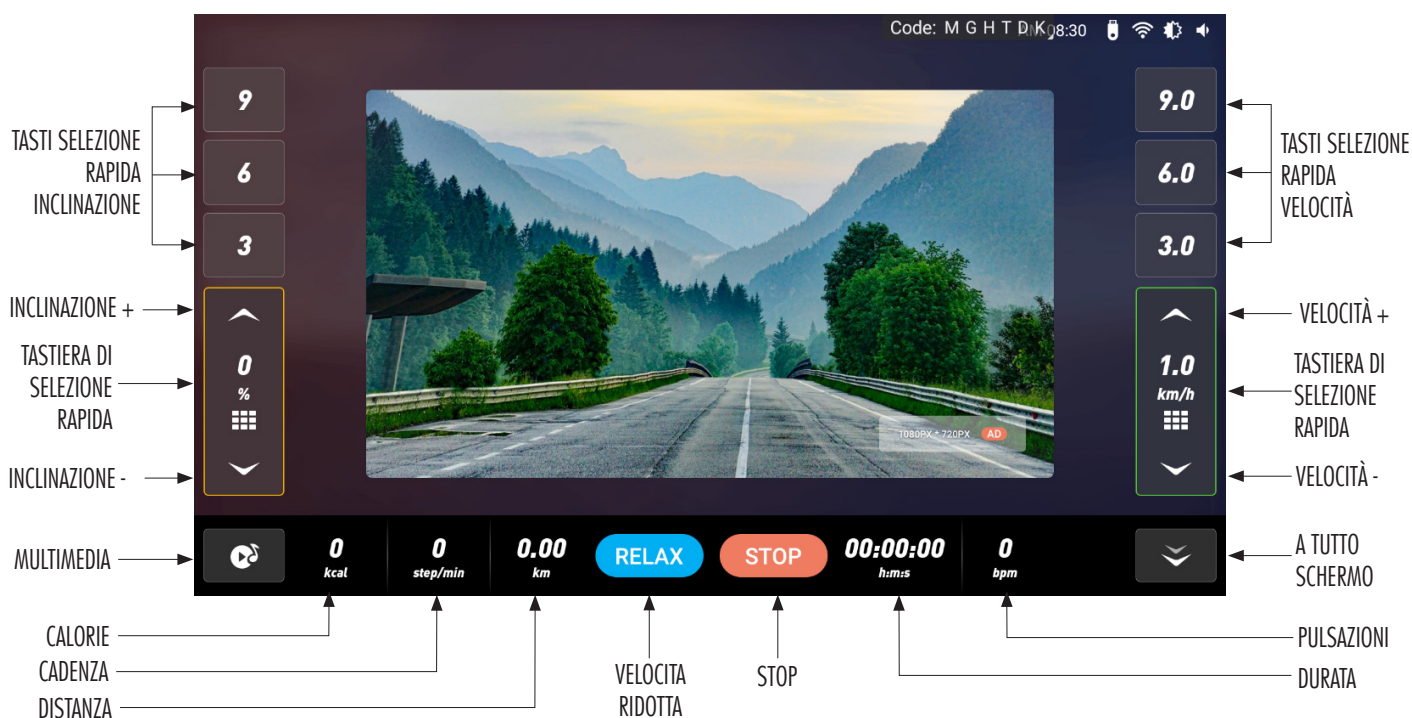 Code: M G H T D K 08:30
9
9.0
TASTI SELEZIONE
RAPIDA
INCLINAZIONE
6
6.0
TASTI SELEZIONE
RAPIDA
VELOCITÀ
3
3.0
INCLINAZIONE +
VELOCITÀ +
TASTIERA DI
SELEZIONE
RAPIDA
0
%
1.0
km/h
TASTIERA DI
SELEZIONE
RAPIDA
1080PX * 720PX AD
INCLINAZIONE -
VELOCITÀ -
MULTIMEDIA
0
kcal
0
step/min
0.00
km
RELAX
STOP
00:00:00
h:m:s
0
bpm
A TUTTO
SCHERMO
CALORIE
CADENZA
DISTANZA
VELOCITA
RIDOTTA
STOP
PULSAZIONI
DURATA